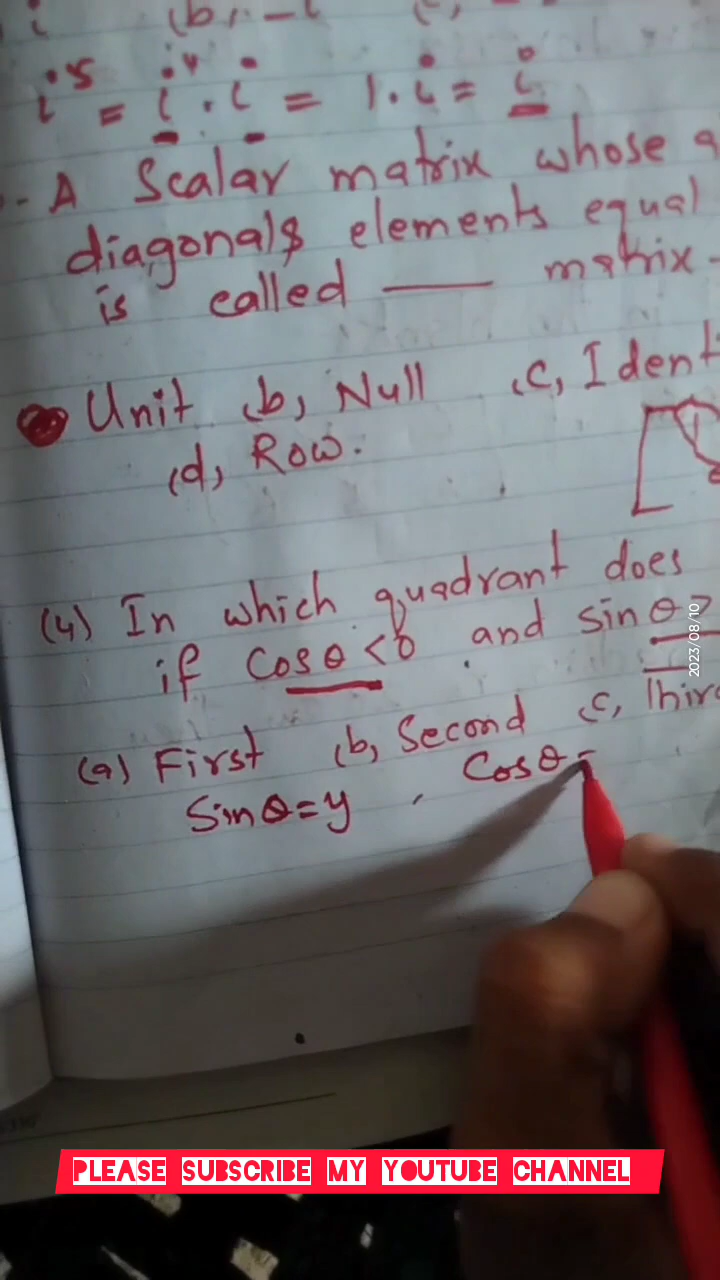 i (b, -i (c,
i⁵ = i⁴ . i = 1 . i = i
- A Scalar matrix whose a
diagonals elements equal
is called ___ matrix -
Unit (b, Null (c, Ident
(d, Row.
(4) In which quadrant does
if Cosθ <0 and sinθ>
(a) First (b, Second (c, Third
Sinθ=y , Cosθ=
2023/08/10
PLEASE SUBSCRIBE MY YOUTUBE CHANNEL